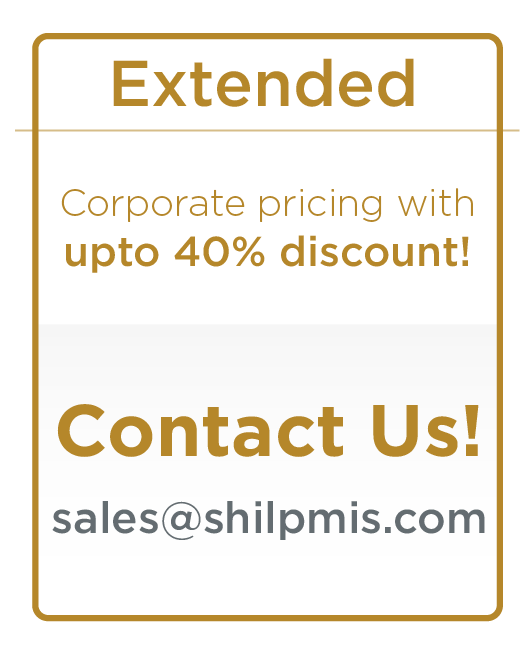 Extended
Corporate pricing with
upto 40% discount!
Contact Us!
sales@shilpmis.com